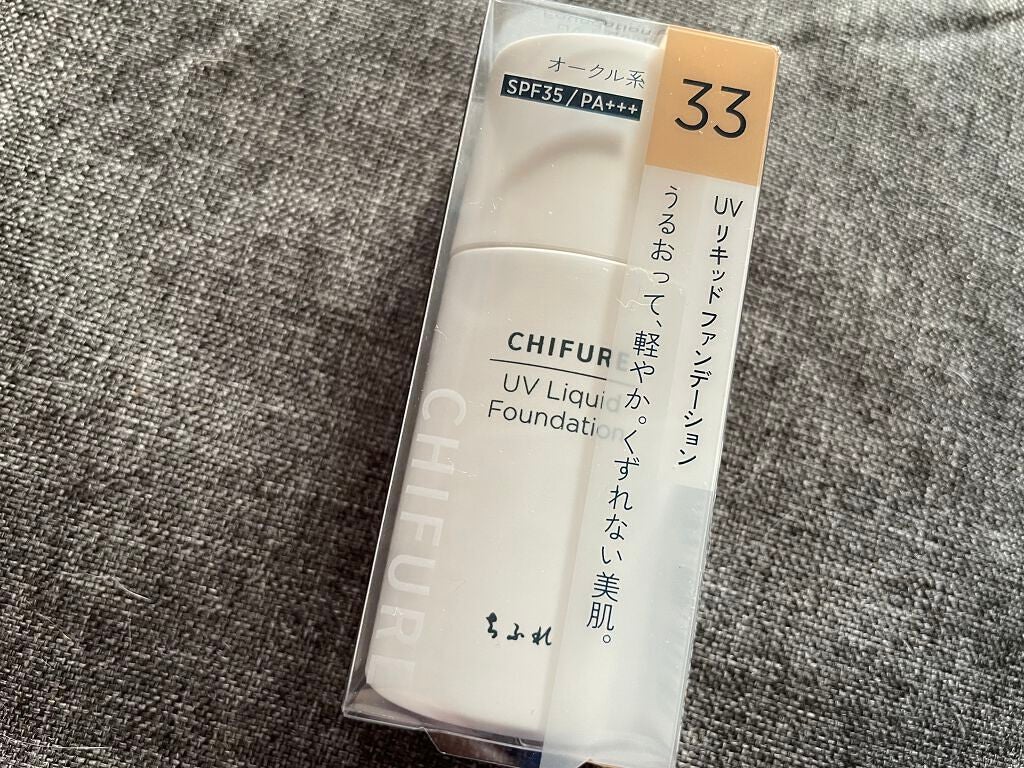 オークル系
SPF35/PA+++
33
UV リキッド ファンデーション
うるおって、軽やか。くずれない美肌。
CHIFURE
UV Liquid
Foundation
CHIFURE
ちふれ